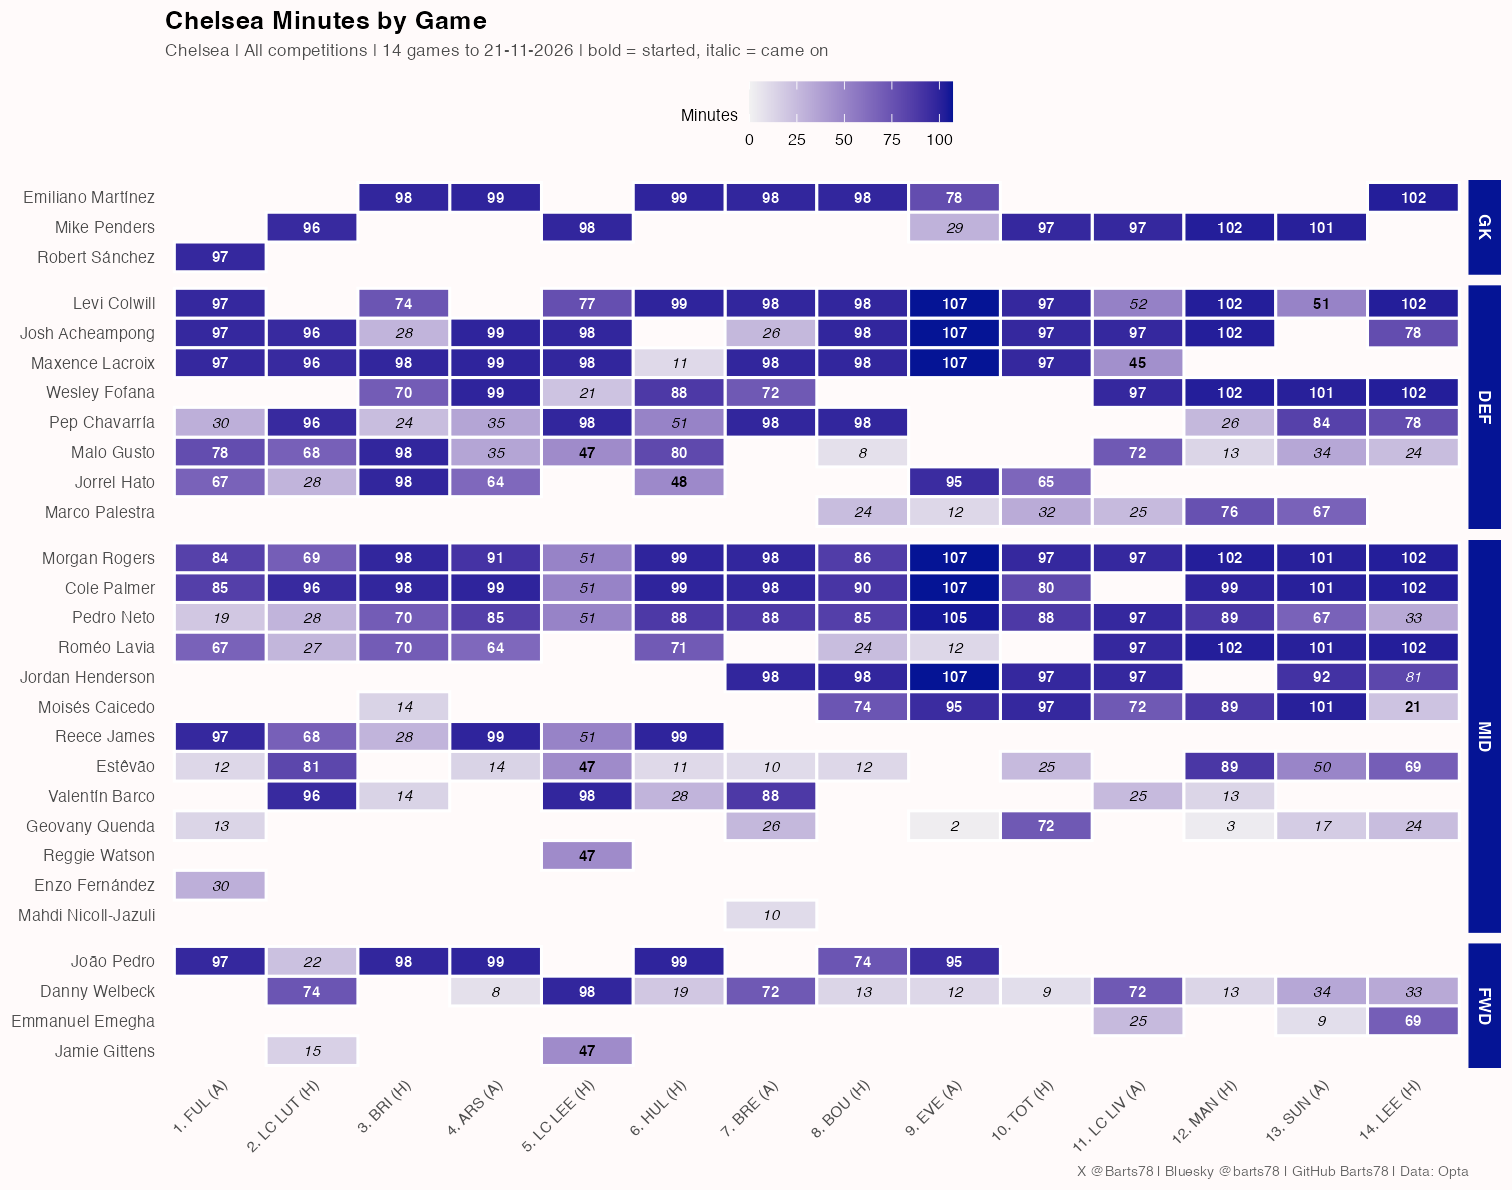 Chelsea Minutes by Game
Chelsea | All competitions | 14 games to 21-11-2026 | bold = started, italic = came on
Minutes
0 25 50 75 100
Emiliano Martínez 98 99 99 98 98 78 102
Mike Penders 96 98 29 97 97 102 101
Robert Sánchez 97
GK
Levi Colwill 97 74 77 99 98 98 107 97 52 102 51 102
Josh Acheampong 97 96 28 99 98 26 98 107 97 97 102 78
Maxence Lacroix 97 96 98 99 98 11 98 98 107 97 45
Wesley Fofana 70 99 21 88 72 97 102 101 102
Pep Chavarría 30 96 24 35 98 51 98 98 26 84 78
Malo Gusto 78 68 98 35 47 80 8 72 13 34 24
Jorrel Hato 67 28 98 64 48 95 65
Marco Palestra 24 12 32 25 76 67
DEF
Morgan Rogers 84 69 98 91 51 99 98 86 107 97 97 102 101 102
Cole Palmer 85 96 98 99 51 99 98 90 107 80 99 101 102
Pedro Neto 19 28 70 85 51 88 88 85 105 88 97 89 67 33
Roméo Lavia 67 27 70 64 71 24 12 97 102 101 102
Jordan Henderson 98 98 107 97 97 92 81
Moisés Caicedo 14 74 95 97 72 89 101 21
Reece James 97 68 28 99 51 99
Estêvão 12 81 14 47 11 10 12 25 89 50 69
Valentín Barco 96 14 98 28 88 25 13
Geovany Quenda 13 26 2 72 3 17 24
Reggie Watson 47
Enzo Fernández 30
Mahdi Nicoll-Jazuli 10
MID
João Pedro 97 22 98 99 99 74 95
Danny Welbeck 74 8 98 19 72 13 12 9 72 13 34 33
Emmanuel Emegha 25 9 69
Jamie Gittens 15 47
FWD
1. FUL (A)
2. LC LUT (H)
3. BRI (H)
4. ARS (A)
5. LC LEE (H)
6. HUL (H)
7. BRE (A)
8. BOU (H)
9. EVE (A)
10. TOT (H)
11. LC LIV (A)
12. MAN (H)
13. SUN (A)
14. LEE (H)
X @Barts78 | Bluesky @barts78 | GitHub Barts78 | Data: Opta